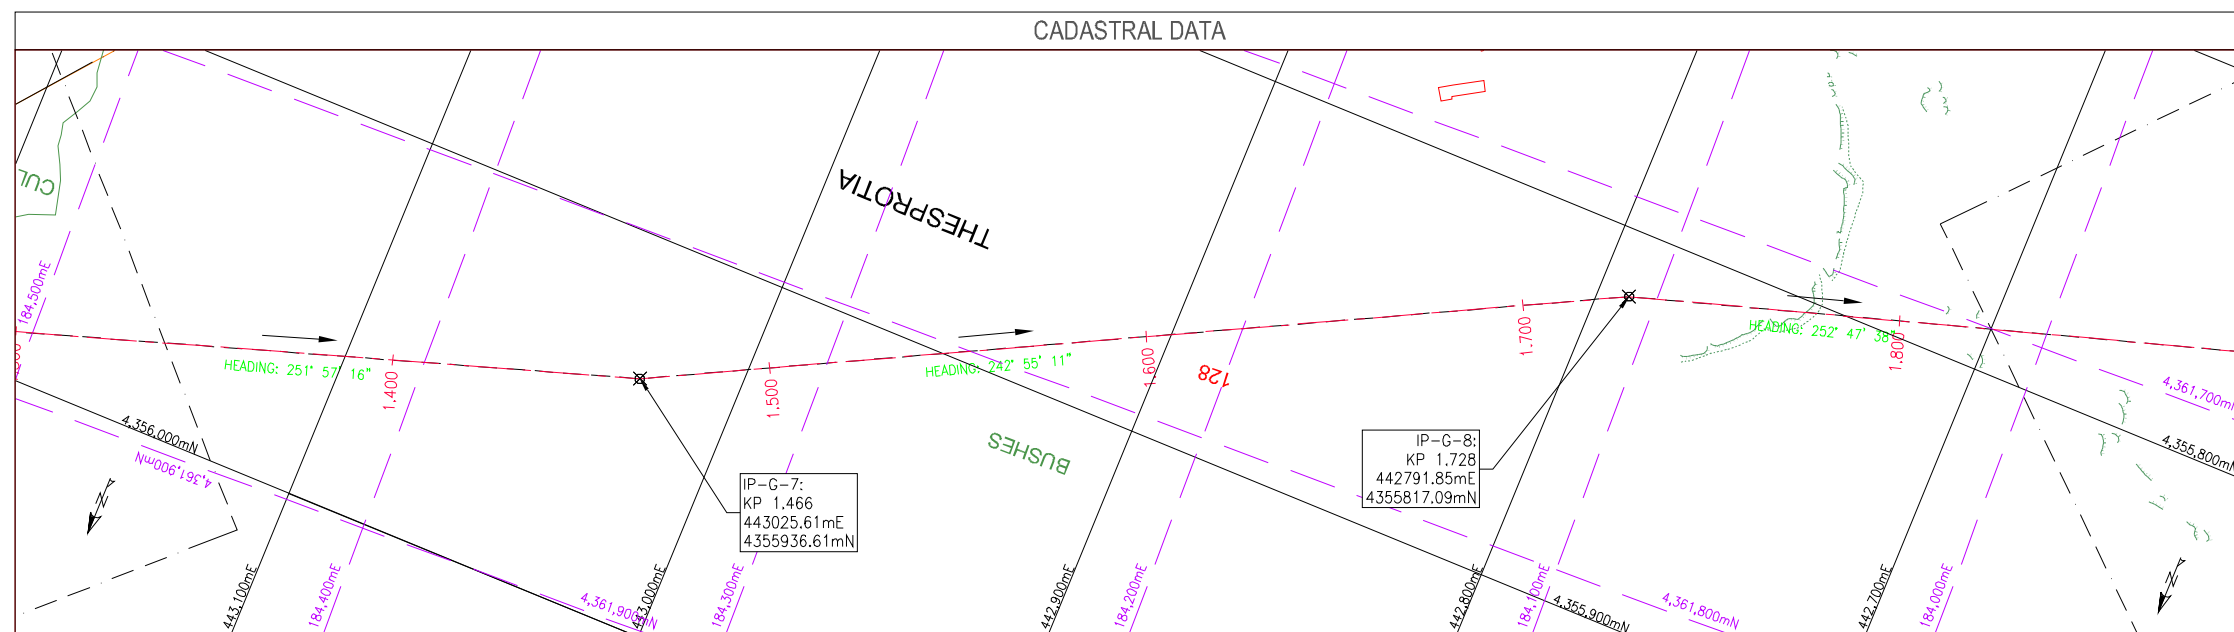 CADASTRAL DATA
CUL
184,500mE
THESPROTIA
HEADING: 251° 57' 16"
1.400
1.500
HEADING: 242° 55' 11"
1.600
128
1.700
HEADING: 252° 47' 38"
1.800
4,361,700mN
4,356,000mN
4,361,900mN
BUSHES
4,355,800mN
IP-G-7:
KP 1.466
443025.61mE
4355936.61mN
IP-G-8:
KP 1.728
442791.85mE
4355817.09mN
N
N
443,100mE
184,400mE
4,361,900mN
443,000mE
184,300mE
442,900mE
184,200mE
442,800mE
184,100mE
4,355,900mN
4,361,800mN
442,700mE
184,000mE